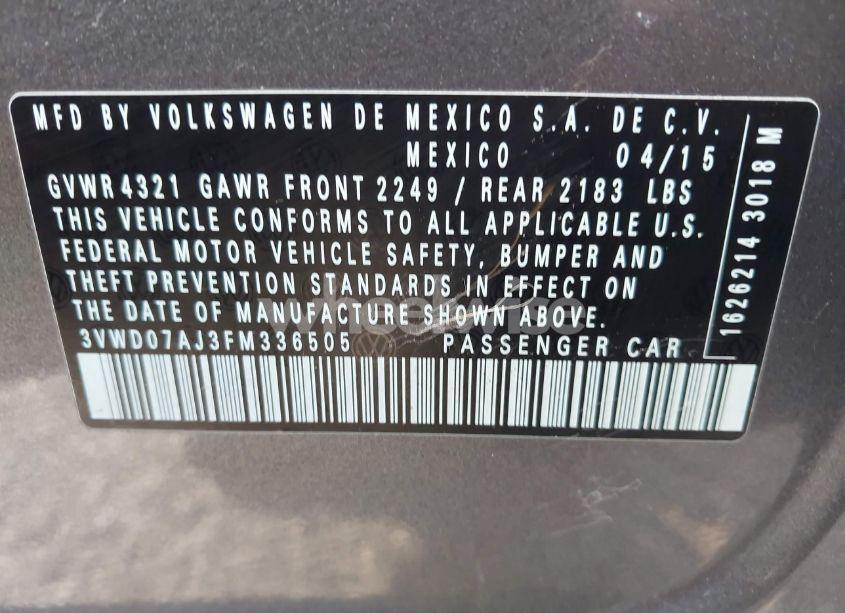 MFD BY VOLKSWAGEN DE MEXICO S.A. DE C.V.
MEXICO 04/15
GVWR 4321 GAWR FRONT 2249 / REAR 2183 LBS
THIS VEHICLE CONFORMS TO ALL APPLICABLE U.S.
FEDERAL MOTOR VEHICLE SAFETY, BUMPER AND
THEFT PREVENTION STANDARDS IN EFFECT ON
THE DATE OF MANUFACTURE SHOWN ABOVE.
3VWD07AJ3FM336505 PASSENGER CAR
1626214 3018 M
wheelwise